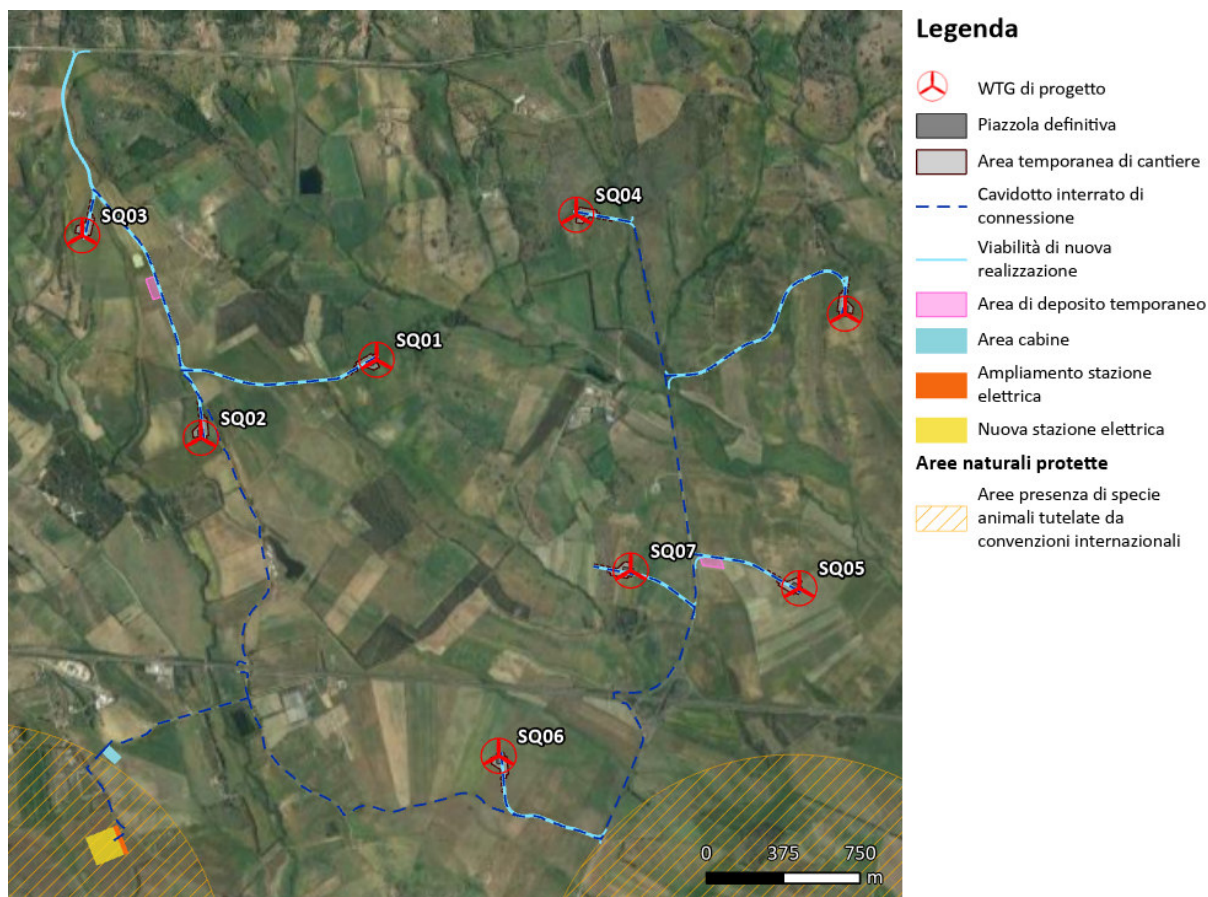 SQ03
SQ04
SQ01
SQ02
SQ07
SQ05
SQ06
0 375 750
m
Legenda
WTG di progetto
Piazzola definitiva
Area temporanea di cantiere
Cavidotto interrato di
connessione
Viabilità di nuova
realizzazione
Area di deposito temporaneo
Area cabine
Ampliamento stazione
elettrica
Nuova stazione elettrica
Aree naturali protette
Aree presenza di specie
animali tutelate da
convenzioni internazionali